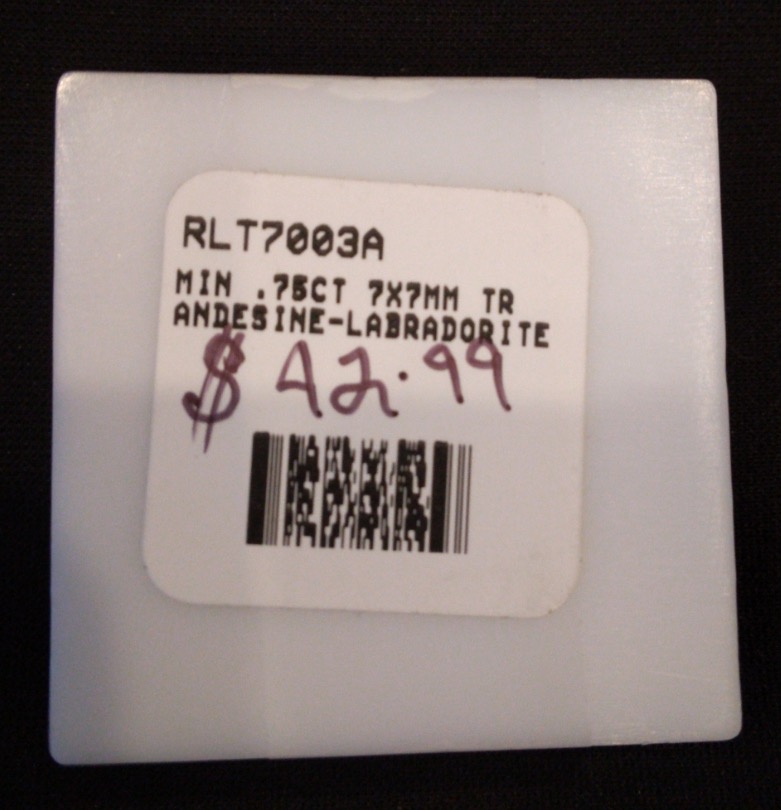 RLT7003A
MIN .75CT 7X7MM TR
ANDESINE-LABRADORITE
$42.99